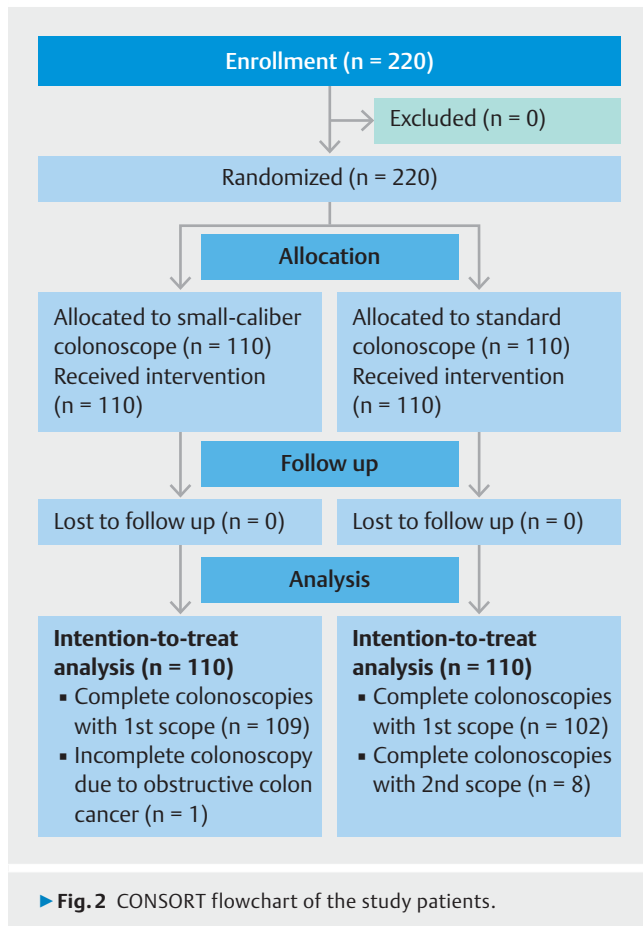 Enrollment (n = 220)
Excluded (n = 0)
Randomized (n = 220)
Allocation
Allocated to small-caliber
colonoscope (n = 110)
Received intervention
(n = 110)
Allocated to standard
colonoscope (n = 110)
Received intervention
(n = 110)
Follow up
Lost to follow up (n = 0)
Lost to follow up (n = 0)
Analysis
Intention-to-treat
analysis (n = 110)
▪ Complete colonoscopies
with 1st scope (n = 109)
▪ Incomplete colonoscopy
due to obstructive colon
cancer (n = 1)
Intention-to-treat
analysis (n = 110)
▪ Complete colonoscopies
with 1st scope (n = 102)
▪ Complete colonoscopies
with 2nd scope (n = 8)
▶ Fig. 2 CONSORT flowchart of the study patients.